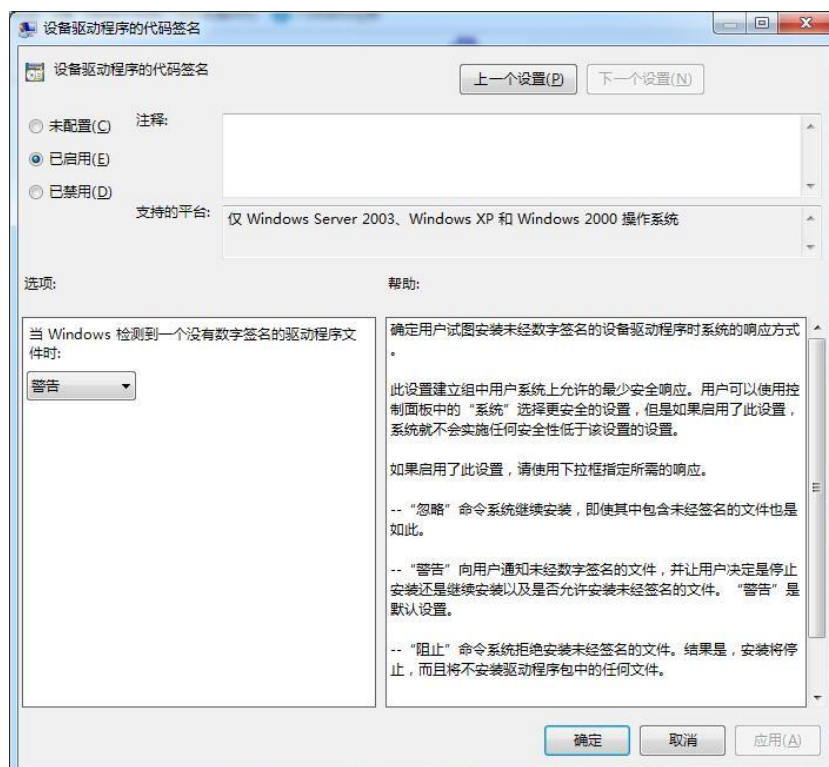 设备驱动程序的代码签名
设备驱动程序的代码签名
上一个设置(P)
下一个设置(N)
未配置(C)
注释:
已启用(E)
已禁用(D)
支持的平台:
仅 Windows Server 2003、Windows XP 和 Windows 2000 操作系统
选项:
帮助:
当 Windows 检测到一个没有数字签名的驱动程序文
件时:
警告
确定用户试图安装未经数字签名的设备驱动程序时系统的响应方式
。
此设置建立组中用户系统上允许的最少安全响应。用户可以使用控
制面板中的“系统”选择更安全的设置，但是如果启用了此设置，
系统就不会实施任何安全性低于该设置的设置。
如果启用了此设置，请使用下拉框指定所需的响应。
--“忽略”命令系统继续安装，即使其中包含未经签名的文件也是
如此。
--“警告”向用户通知未经数字签名的文件，并让用户决定是停止
安装还是继续安装以及是否允许安装未经签名的文件。“警告”是
默认设置。
--“阻止”命令系统拒绝安装未经签名的文件。结果是，安装将停
止，而且将不安装驱动程序包中的任何文件。
确定
取消
应用(A)